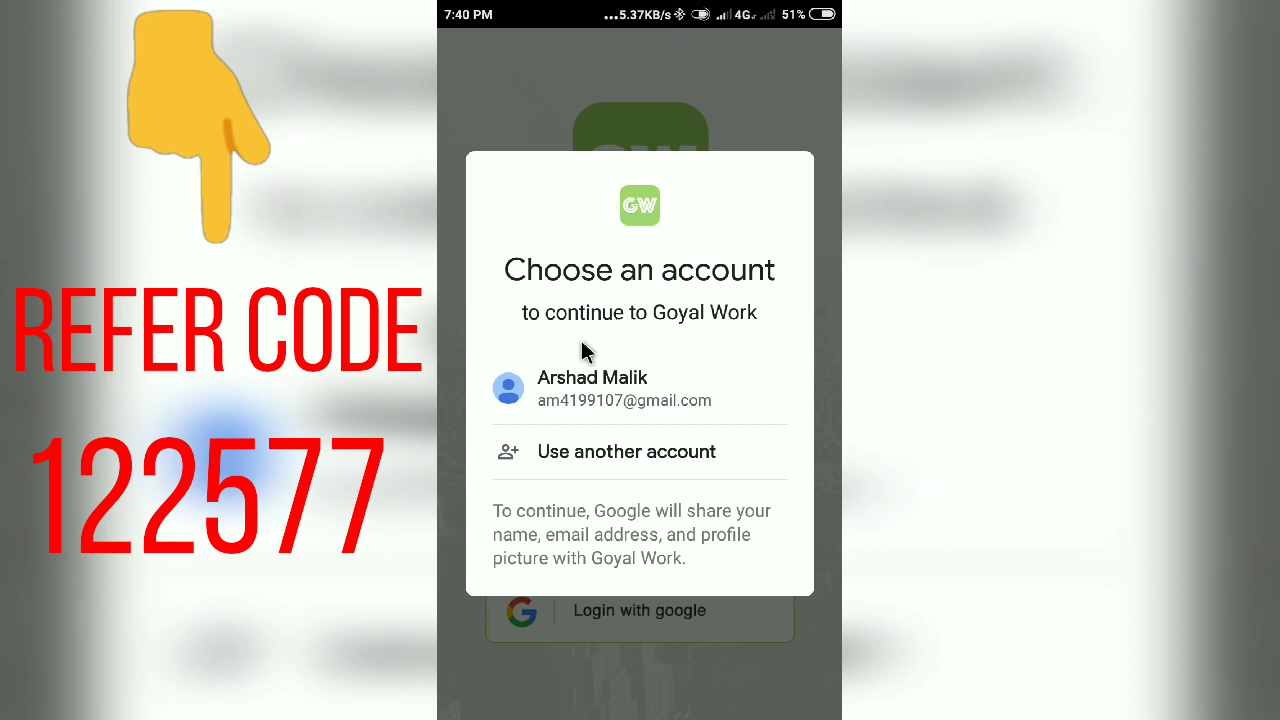 7:40 PM
...5.37KB/s 4G 51%
GW
Choose an account
to continue to Goyal Work
Arshad Malik
am4199107@gmail.com
Use another account
To continue, Google will share your
name, email address, and profile
picture with Goyal Work.
Login with google
REFER CODE
122577